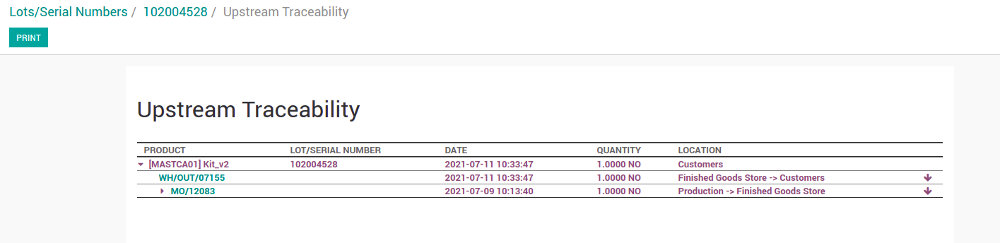 Lots/Serial Numbers / 102004528 / Upstream Traceability
PRINT
Upstream Traceability
PRODUCT LOT/SERIAL NUMBER DATE QUANTITY LOCATION
[MASTCA01] Kit_v2 102004528 2021-07-11 10:33:47 1.0000 NO Customers
WH/OUT/07155 2021-07-11 10:33:47 1.0000 NO Finished Goods Store -> Customers
MO/12083 2021-07-09 10:13:40 1.0000 NO Production -> Finished Goods Store